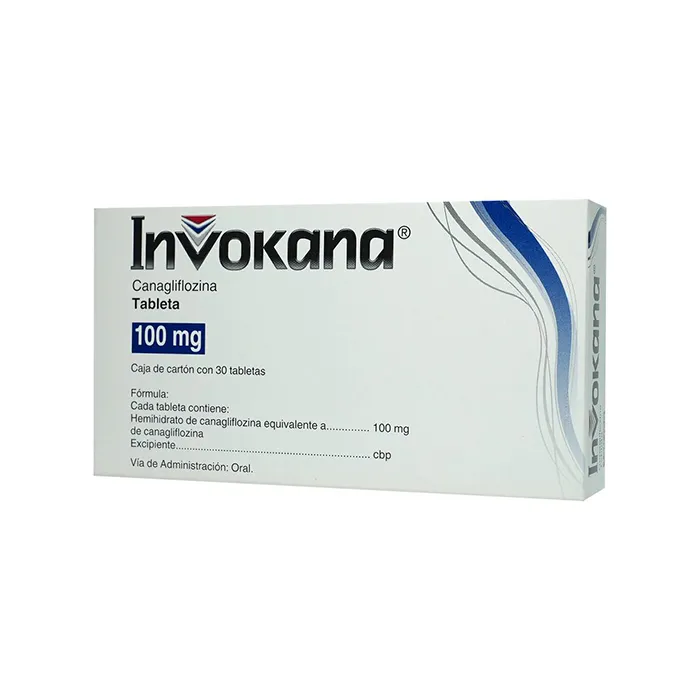 Invokana®
Canagliflozina
Tableta
100 mg
Caja de cartón con 30 tabletas
Fórmula:
Cada tableta contiene:
Hemihidrato de canagliflozina equivalente a.............. 100 mg
de canagliflozina
Excipiente................................................. cbp
Vía de Administración: Oral.
Invokana®